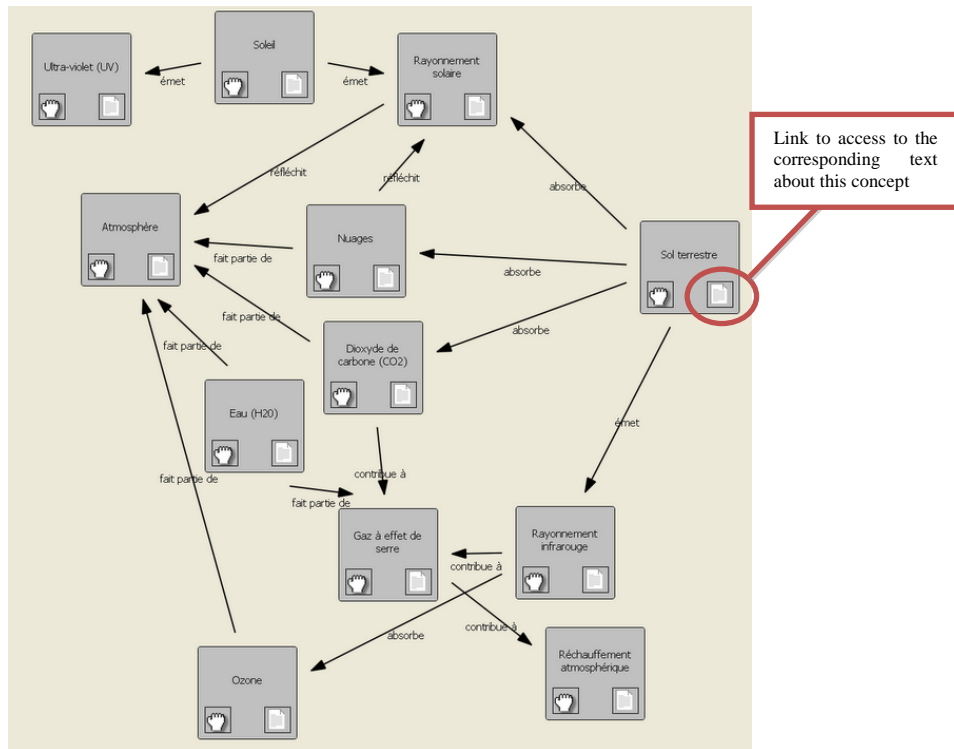 Soleil
Ultra-violet (UV)
Rayonnement
solaire
émet
émet
Link to access to the
corresponding text
about this concept
réfléchit
réfléchit
absorbe
Atmosphère
Nuages
Sol terrestre
fait partie de
absorbe
fait partie de
absorbe
fait partie de
Dioxyde de
carbone (CO2)
Eau (H20)
émet
contribue à
fait partie de
fait partie de
Gaz à effet de
serre
Rayonnement
infrarouge
contribue à
contribue à
absorbe
Réchauffement
atmosphérique
Ozone